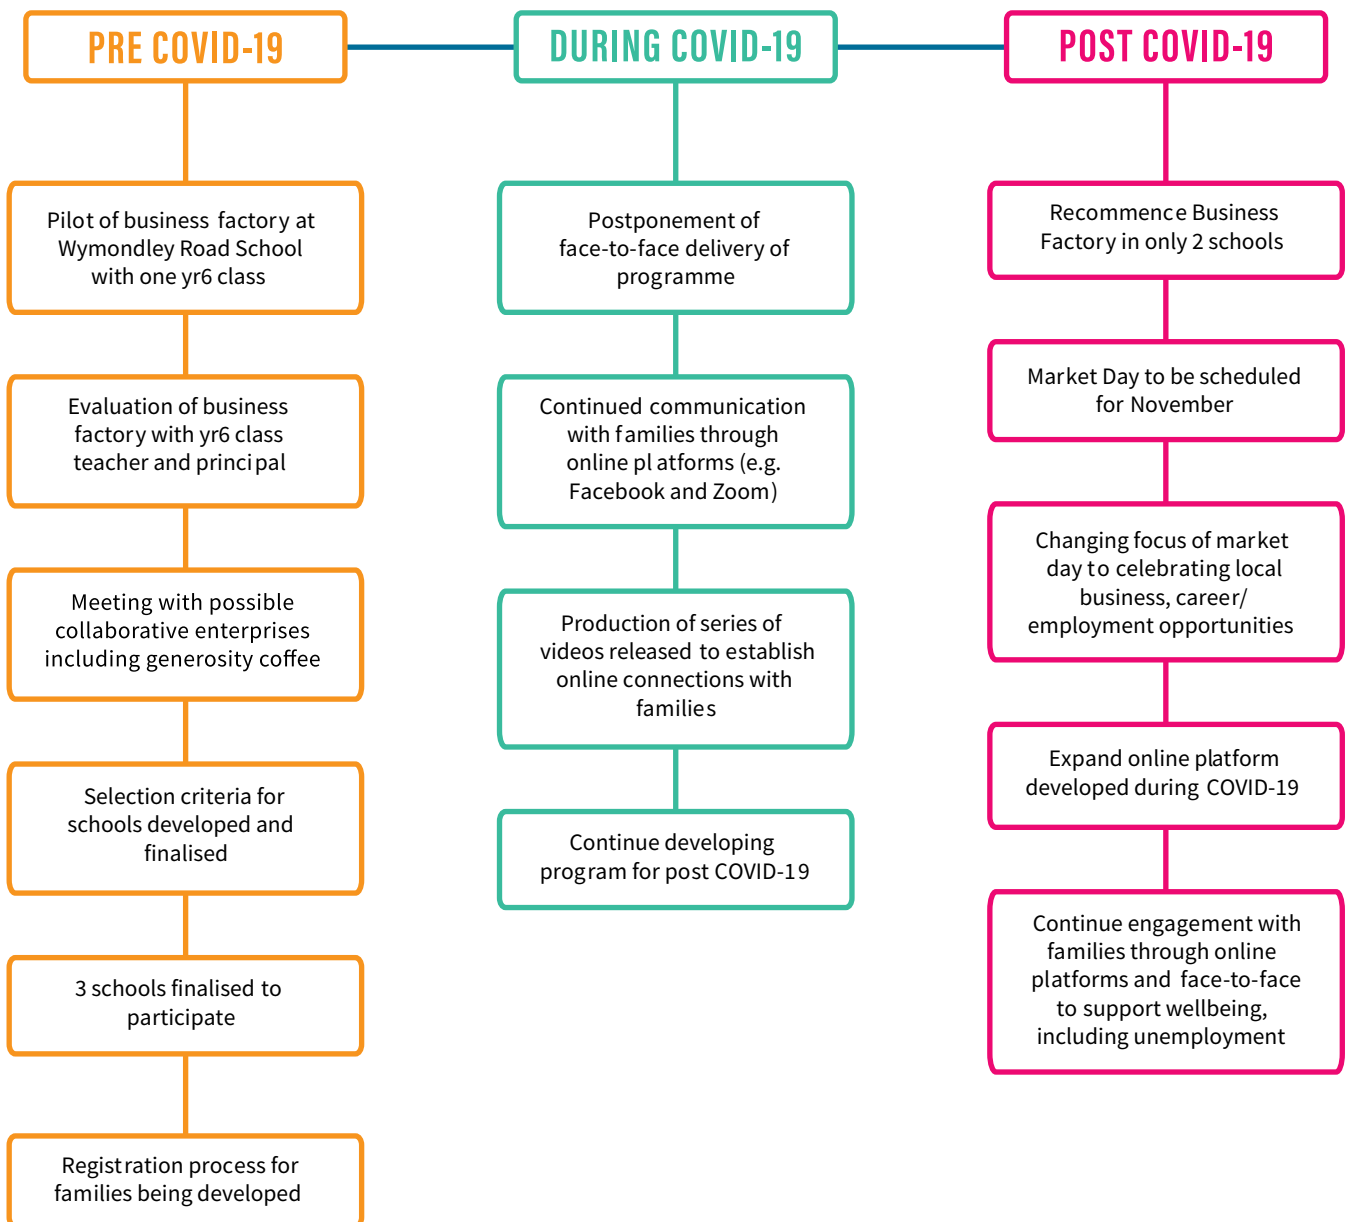 PRE COVID-19
Pilot of business factory at
Wymondley Road School
with one yr6 class
Evaluation of business
factory with yr6 class
teacher and principal
Meeting with possible
collaborative enterprises
including generosity coffee
Selection criteria for
schools developed and
finalised
3 schools finalised to
participate
Registration process for
families being developed
DURING COVID-19
Postponement of
face-to-face delivery of
programme
Continued communication
with families through
online platforms (e.g.
Facebook and Zoom)
Production of series of
videos released to establish
online connections with
families
Continue developing
program for post COVID-19
POST COVID-19
Recommence Business
Factory in only 2 schools
Market Day to be scheduled
for November
Changing focus of market
day to celebrating local
business, career/
employment opportunities
Expand online platform
developed during COVID-19
Continue engagement with
families through online
platforms and face-to-face
to support wellbeing,
including unemployment